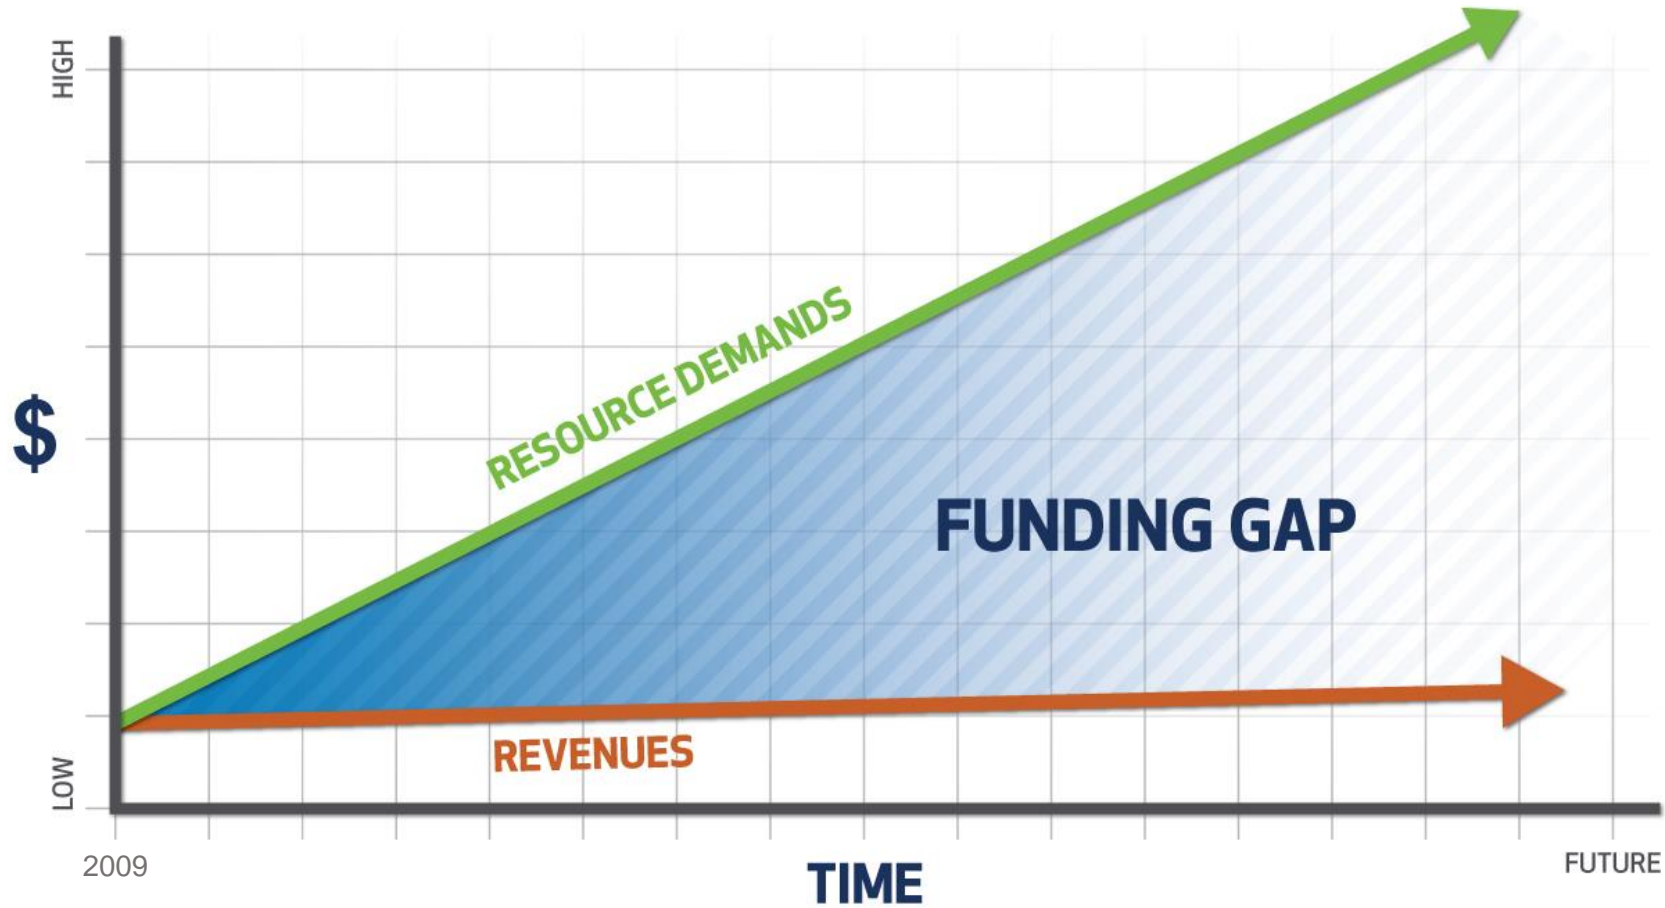 HIGH
RESOURCE DEMANDS
$
FUNDING GAP
REVENUES
LOW
2009
TIME
FUTURE